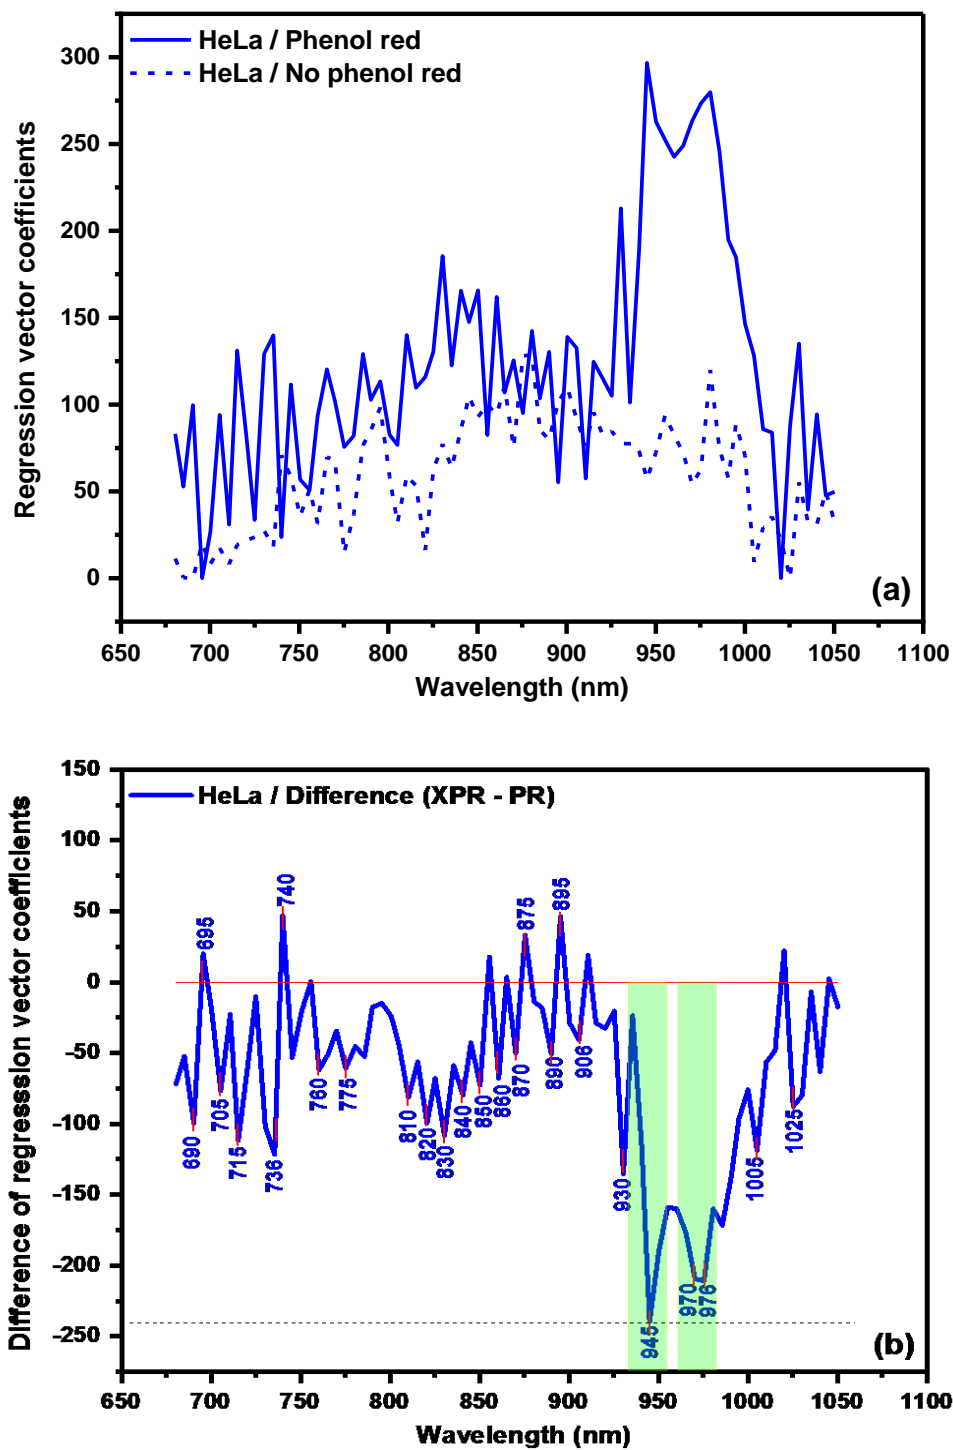 HeLa / Phenol red
HeLa / No phenol red
300
250
200
150
100
50
0
Regression vector coefficients
(a)
650 700 750 800 850 900 950 1000 1050 1100
Wavelength (nm)
HeLa / Difference (XPR - PR)
150
100
50
0
-50
-100
-150
-200
-250
Difference of regresssion vector coefficients
690 695 705 715 736 740 760 775 810 820 830 840 850 860 870 875 890 895 906 930 945 970 976 1005 1025
(b)
650 700 750 800 850 900 950 1000 1050 1100
Wavelength (nm)